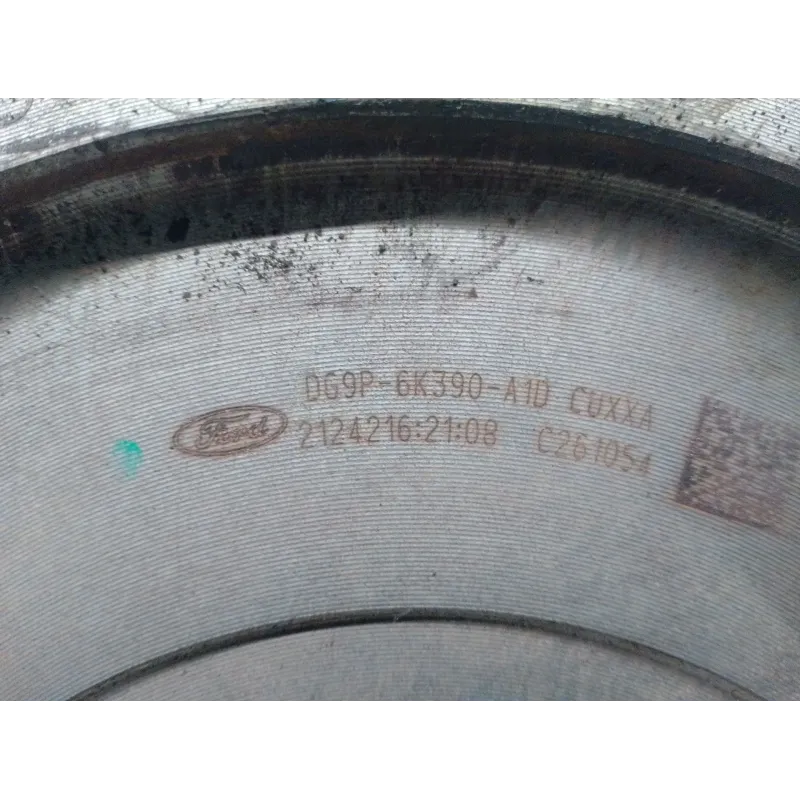 DG9P-6K390-A1D CUXXA
Ford 2124216:21:08 C261054